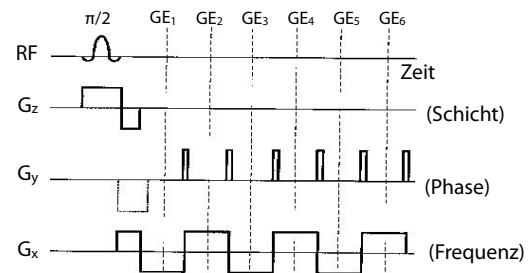 π/2 GE₁ GE₂ GE₃ GE₄ GE₅ GE₆
RF
Zeit
Gz
(Schicht)
Gy
(Phase)
Gx
(Frequenz)